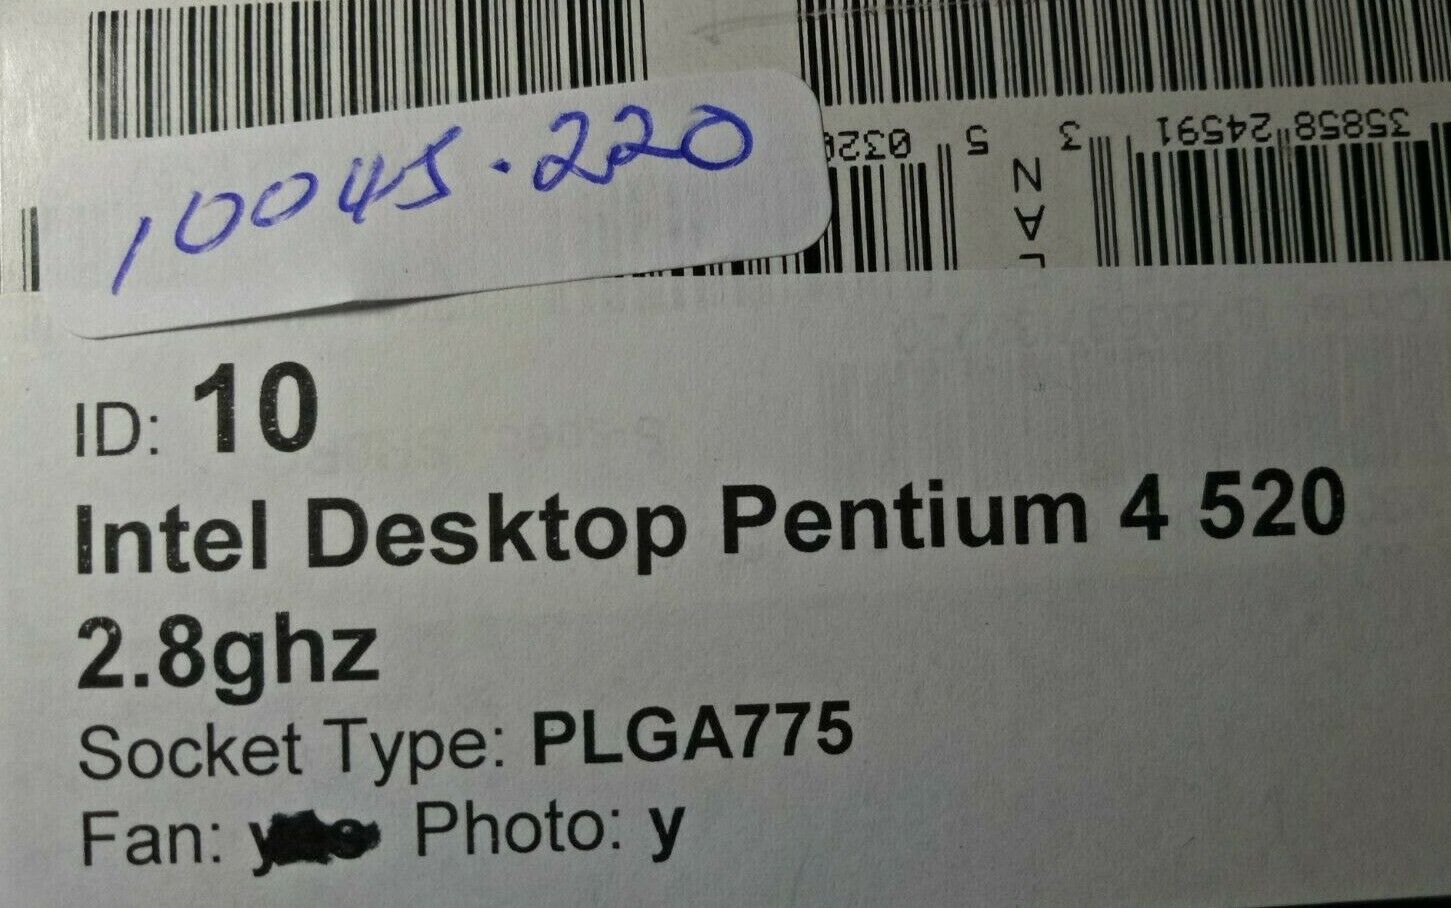 10045.220
0320
5
3
35858 24591
N
A
L
ID: 10
Intel Desktop Pentium 4 520
2.8ghz
Socket Type: PLGA775
Fan: y Photo: y